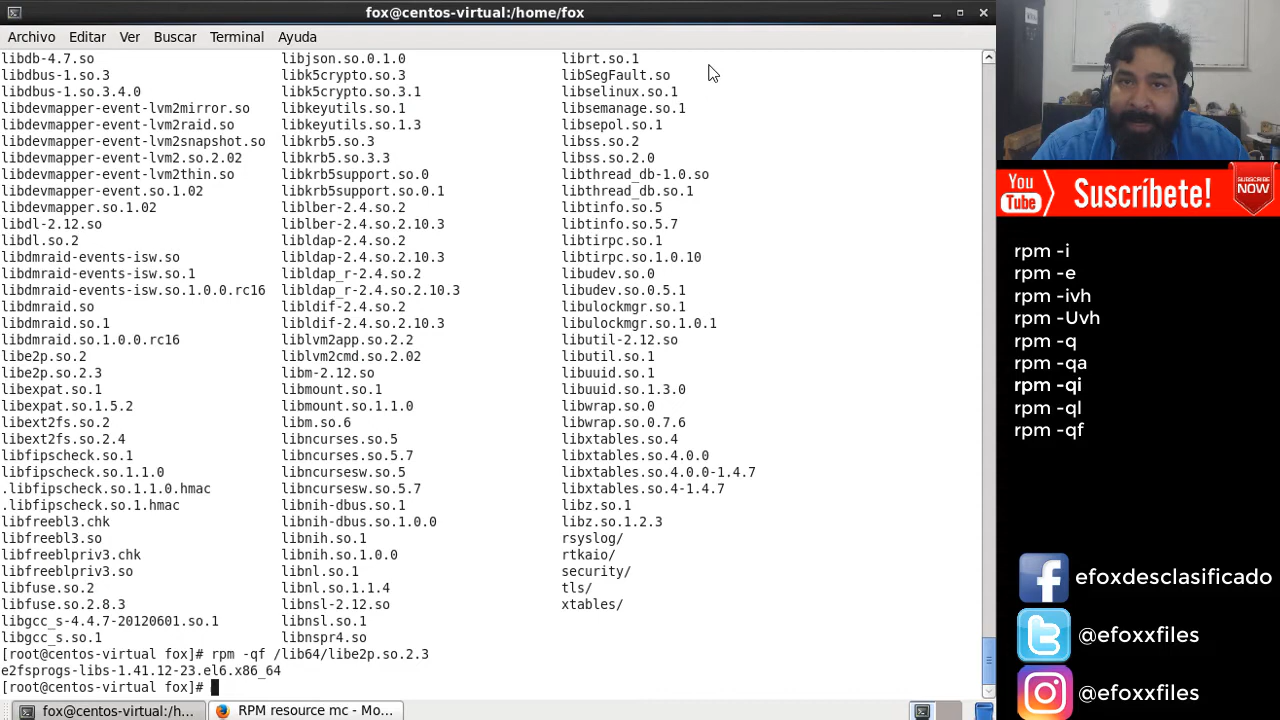 fox@centos-virtual:/home/fox
Archivo Editar Ver Buscar Terminal Ayuda
libdb-4.7.so libjson.so.0.1.0 librt.so.1
libdbus-1.so.3 libk5crypto.so.3 libSegFault.so
libdbus-1.so.3.4.0 libk5crypto.so.3.1 libselinux.so.1
libdevmapper-event-lvm2mirror.so libkeyutils.so.1 libsemanage.so.1
libdevmapper-event-lvm2raid.so libkeyutils.so.1.3 libsepol.so.1
libdevmapper-event-lvm2snapshot.so libkrb5.so.3 libss.so.2
libdevmapper-event-lvm2.so.2.02 libkrb5.so.3.3 libss.so.2.0
libdevmapper-event-lvm2thin.so libkrb5support.so.0 libthread_db-1.0.so
libdevmapper-event.so.1.02 libkrb5support.so.0.1 libthread_db.so.1
libdevmapper.so.1.02 liblber-2.4.so.2 libtinfo.so.5
libdl-2.12.so liblber-2.4.so.2.10.3 libtinfo.so.5.7
libdl.so.2 libldap-2.4.so.2 libtirpc.so.1
libdmraid-events-isw.so libldap-2.4.so.2.10.3 libtirpc.so.1.0.10
libdmraid-events-isw.so.1 libldap_r-2.4.so.2 libudev.so.0
libdmraid-events-isw.so.1.0.0.rc16 libldap_r-2.4.so.2.10.3 libudev.so.0.5.1
libdmraid.so libldif-2.4.so.2 libulockmgr.so.1
libdmraid.so.1 libldif-2.4.so.2.10.3 libulockmgr.so.1.0.1
libdmraid.so.1.0.0.rc16 liblvm2app.so.2.2 libutil-2.12.so
libe2p.so.2 liblvm2cmd.so.2.02 libutil.so.1
libe2p.so.2.3 libm-2.12.so libuuid.so.1
libexpat.so.1 libmount.so.1 libuuid.so.1.3.0
libexpat.so.1.5.2 libmount.so.1.1.0 libwrap.so.0
libext2fs.so.2 libm.so.6 libwrap.so.0.7.6
libext2fs.so.2.4 libncurses.so.5 libxtables.so.4
libfipscheck.so.1 libncurses.so.5.7 libxtables.so.4.0.0
libfipscheck.so.1.1.0 libncursesw.so.5 libxtables.so.4.0.0-1.4.7
.libfipscheck.so.1.1.0.hmac libncursesw.so.5.7 libxtables.so.4-1.4.7
.libfipscheck.so.1.hmac libnih-dbus.so.1 libz.so.1
libfreebl3.chk libnih-dbus.so.1.0.0 libz.so.1.2.3
libfreebl3.so libnih.so.1 rsyslog/
libfreeblpriv3.chk libnih.so.1.0.0 rtkaio/
libfreeblpriv3.so libnl.so.1 security/
libfuse.so.2 libnl.so.1.1.4 tls/
libfuse.so.2.8.3 libnsl-2.12.so xtables/
libgcc_s-4.4.7-20120601.so.1 libnsl.so.1
libgcc_s.so.1 libnspr4.so
[root@centos-virtual fox]# rpm -qf /lib64/libe2p.so.2.3
e2fsprogs-libs-1.41.12-23.el6.x86_64
[root@centos-virtual fox]#
fox@centos-virtual:/h... RPM resource mc - Mo...
You Tube Suscríbete! SUBSCRIBE NOW
rpm -i
rpm -e
rpm -ivh
rpm -Uvh
rpm -q
rpm -qa
rpm -qi
rpm -ql
rpm -qf
efoxdesclasificado
@efoxxfiles
@efoxxfiles